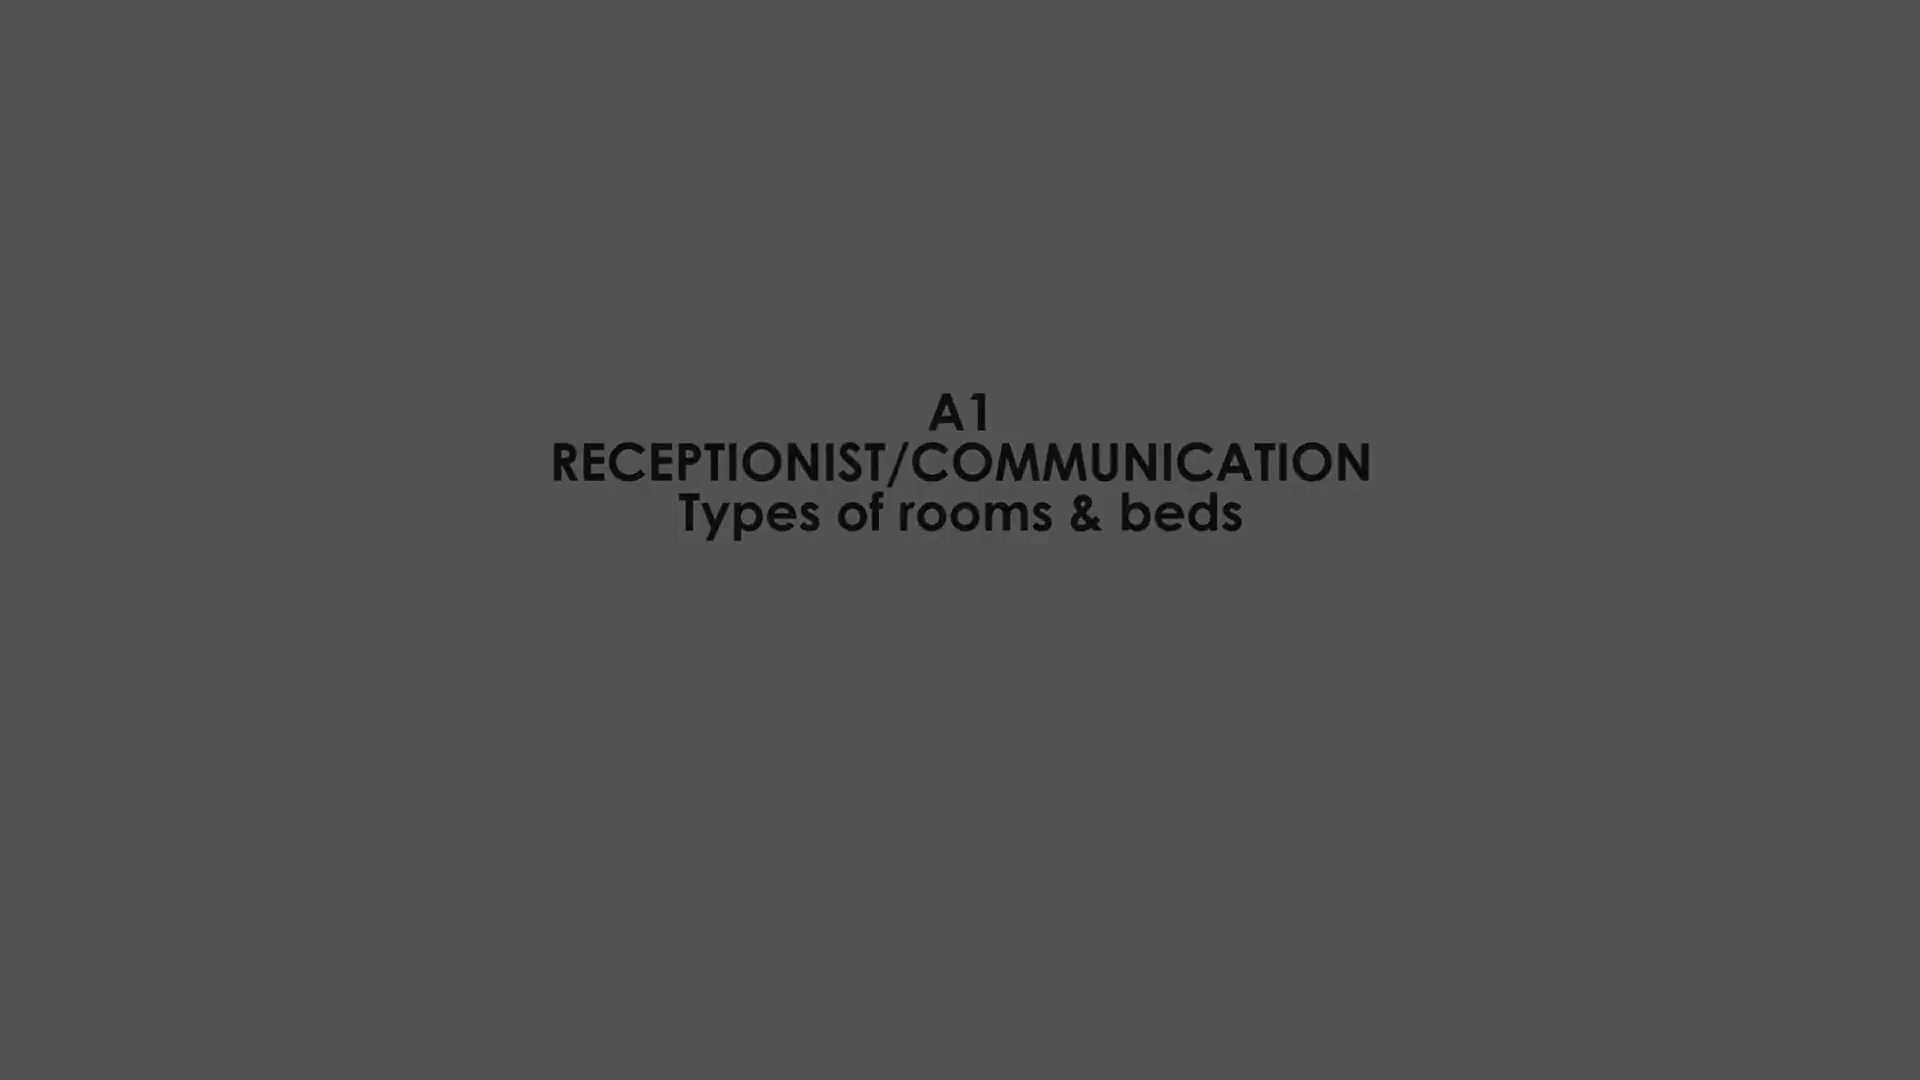 A1
RECEPTIONIST/COMMUNICATION
Types of rooms & beds